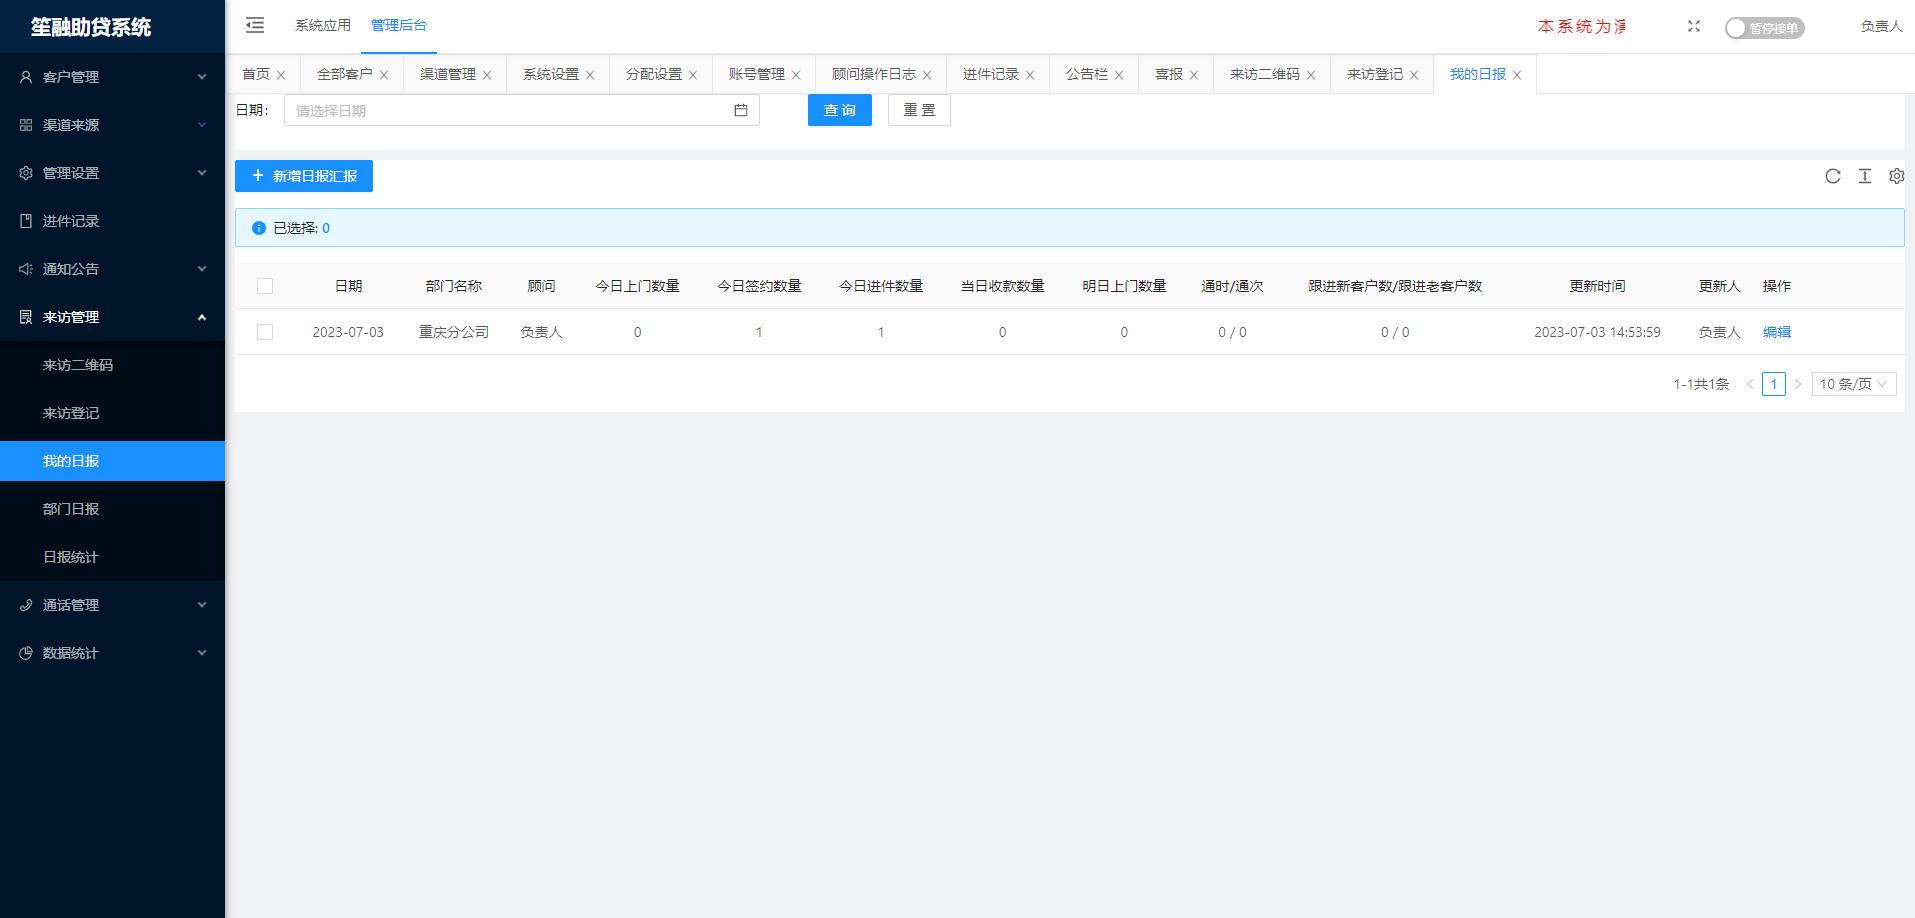 笙融助贷系统
系统应用 管理后台 本系统为演 暂停接单 负责人
首页 全部客户 渠道管理 系统设置 分配设置 账号管理 顾问操作日志 进件记录 公告栏 喜报 来访二维码 来访登记 我的日报
客户管理
渠道来源
管理设置
进件记录
通知公告
来访管理
来访二维码
来访登记
我的日报
部门日报
日报统计
通话管理
数据统计
日期： 请选择日期 查 询 重 置
新增日报汇报
已选择: 0
日期 部门名称 顾问 今日上门数量 今日签约数量 今日进件数量 当日收款数量 明日上门数量 通时/通次 跟进新客户数/跟进老客户数 更新时间 更新人 操作
2023-07-03 重庆分公司 负责人 0 1 1 0 0 0 / 0 0 / 0 2023-07-03 14:53:59 负责人 编辑
1-1共1条 < 1 > 10 条/页